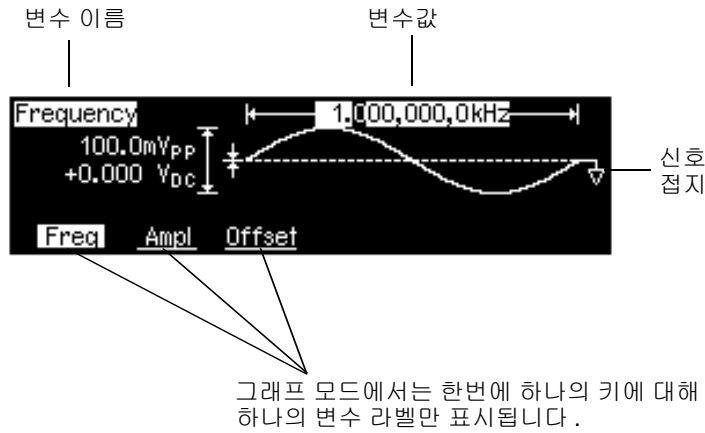 변수 이름
변수값
Frequency
1.000,000,0kHz
100.0mVPP
+0.000 VDC
신호
접지
Freq Ampl Offset
그래프 모드에서는 한번에 하나의 키에 대해
하나의 변수 라벨만 표시됩니다 .